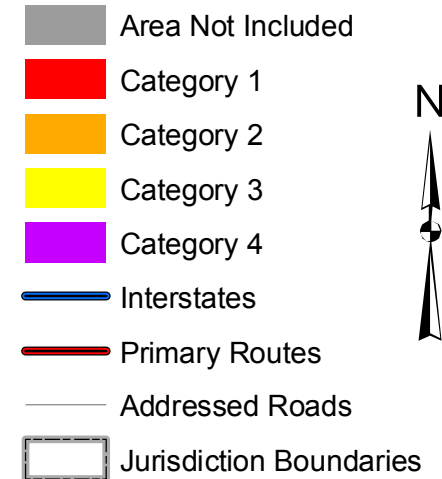 Area Not Included
Category 1
N
Category 2
Category 3
Category 4
Interstates
Primary Routes
Addressed Roads
Jurisdiction Boundaries